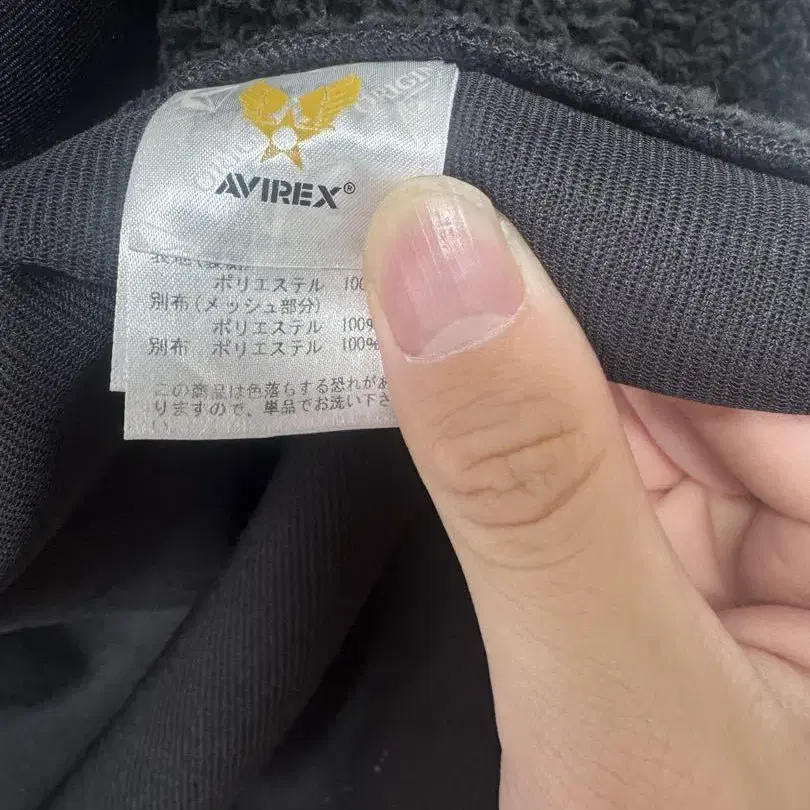 AVIREX®
ORIGIN
ポリエステル 100
別布(メッシュ部分)
ポリエステル 100%
別布 ポリエステル 100%
この商品は色落ちする恐れがあ
りますので、単品でお洗い下さ
い。